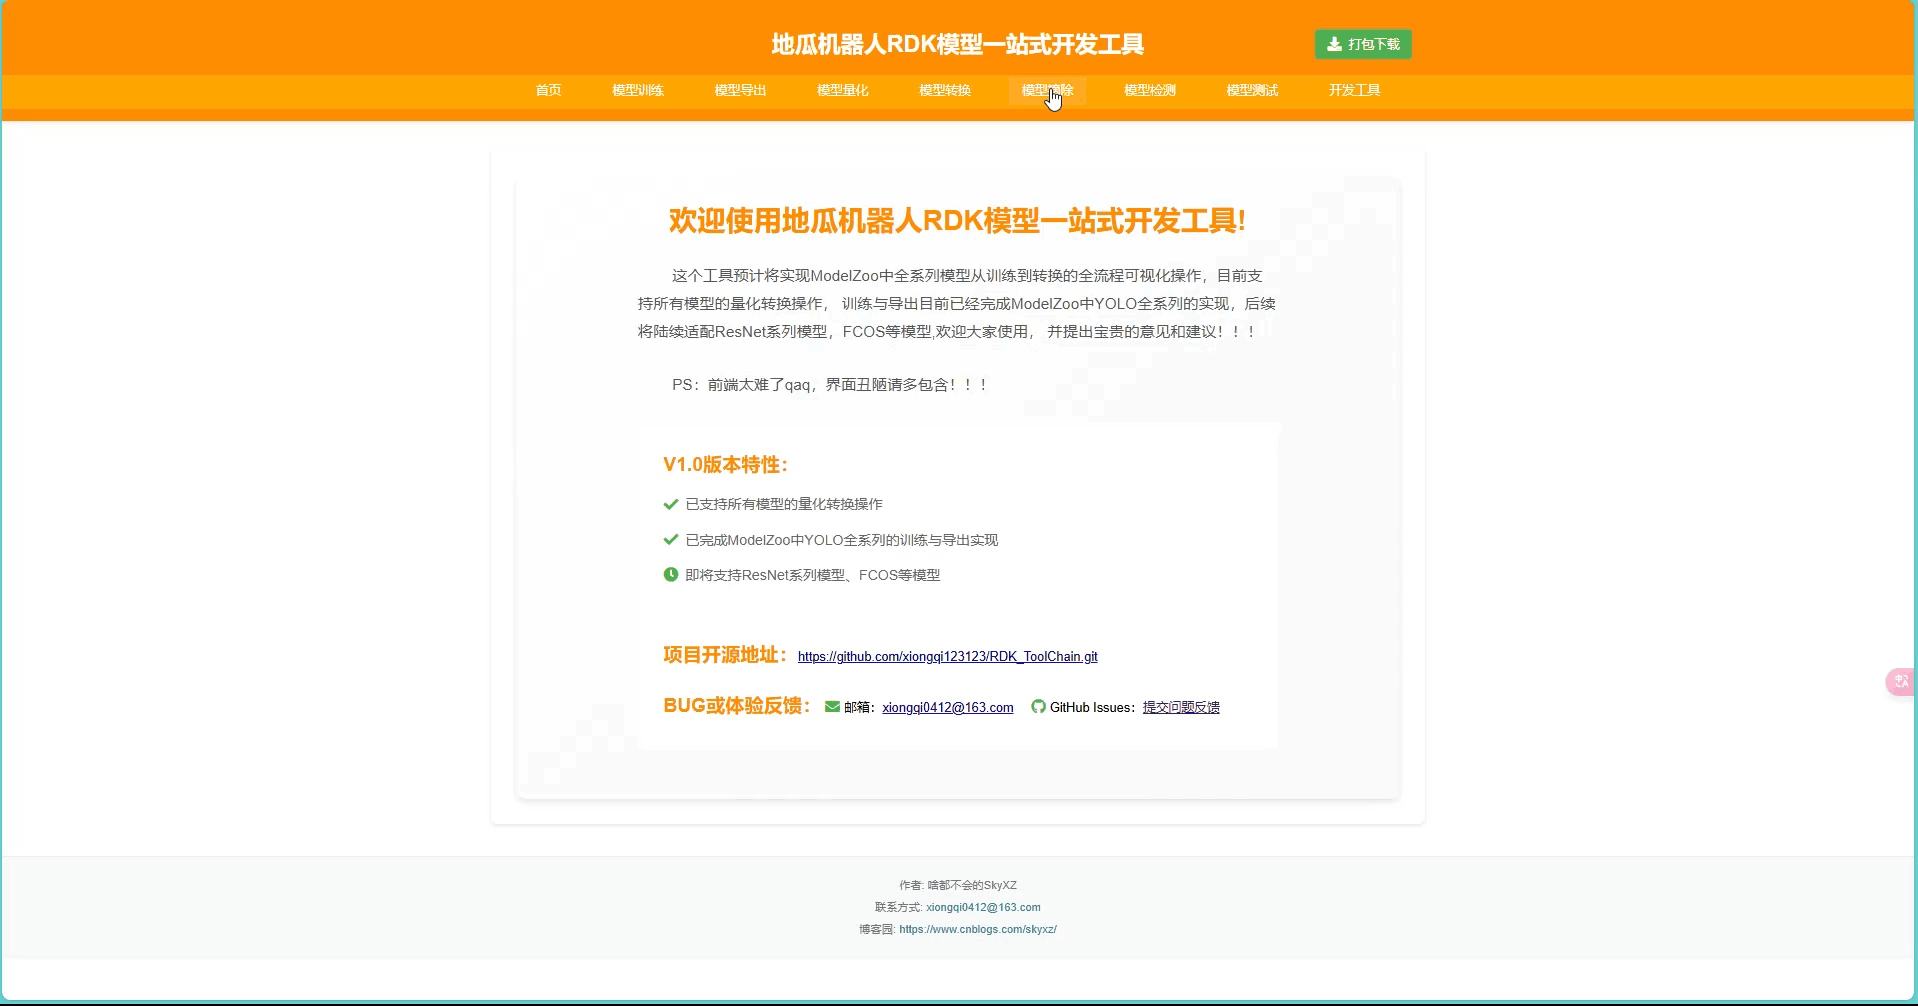 地瓜机器人RDK模型一站式开发工具
打包下载
首页 模型训练 模型导出 模型量化 模型转换 模型 除 模型检测 模型测试 开发工具
欢迎使用地瓜机器人RDK模型一站式开发工具!
这个工具预计将实现ModelZoo中全系列模型从训练到转换的全流程可视化操作，目前支
持所有模型的量化转换操作， 训练与导出目前已经完成ModelZoo中YOLO全系列的实现，后续
将陆续适配ResNet系列模型，FCOS等模型,欢迎大家使用， 并提出宝贵的意见和建议！！！
PS：前端太难了qaq，界面丑陋请多包含！！！
V1.0版本特性：
已支持所有模型的量化转换操作
已完成ModelZoo中YOLO全系列的训练与导出实现
即将支持ResNet系列模型、FCOS等模型
项目开源地址：https://github.com/xiongqi123123/RDK_ToolChain.git
BUG或体验反馈：邮箱：xiongqi0412@163.com GitHub Issues：提交问题反馈
作者: 啥都不会的SkyXZ
联系方式: xiongqi0412@163.com
博客园: https://www.cnblogs.com/skyxz/